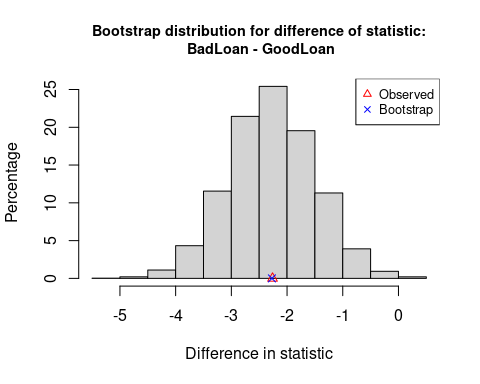 Bootstrap distribution for difference of statistic:
BadLoan - GoodLoan
Observed
Bootstrap
Percentage
25
20
15
10
5
0
-5 -4 -3 -2 -1 0
Difference in statistic